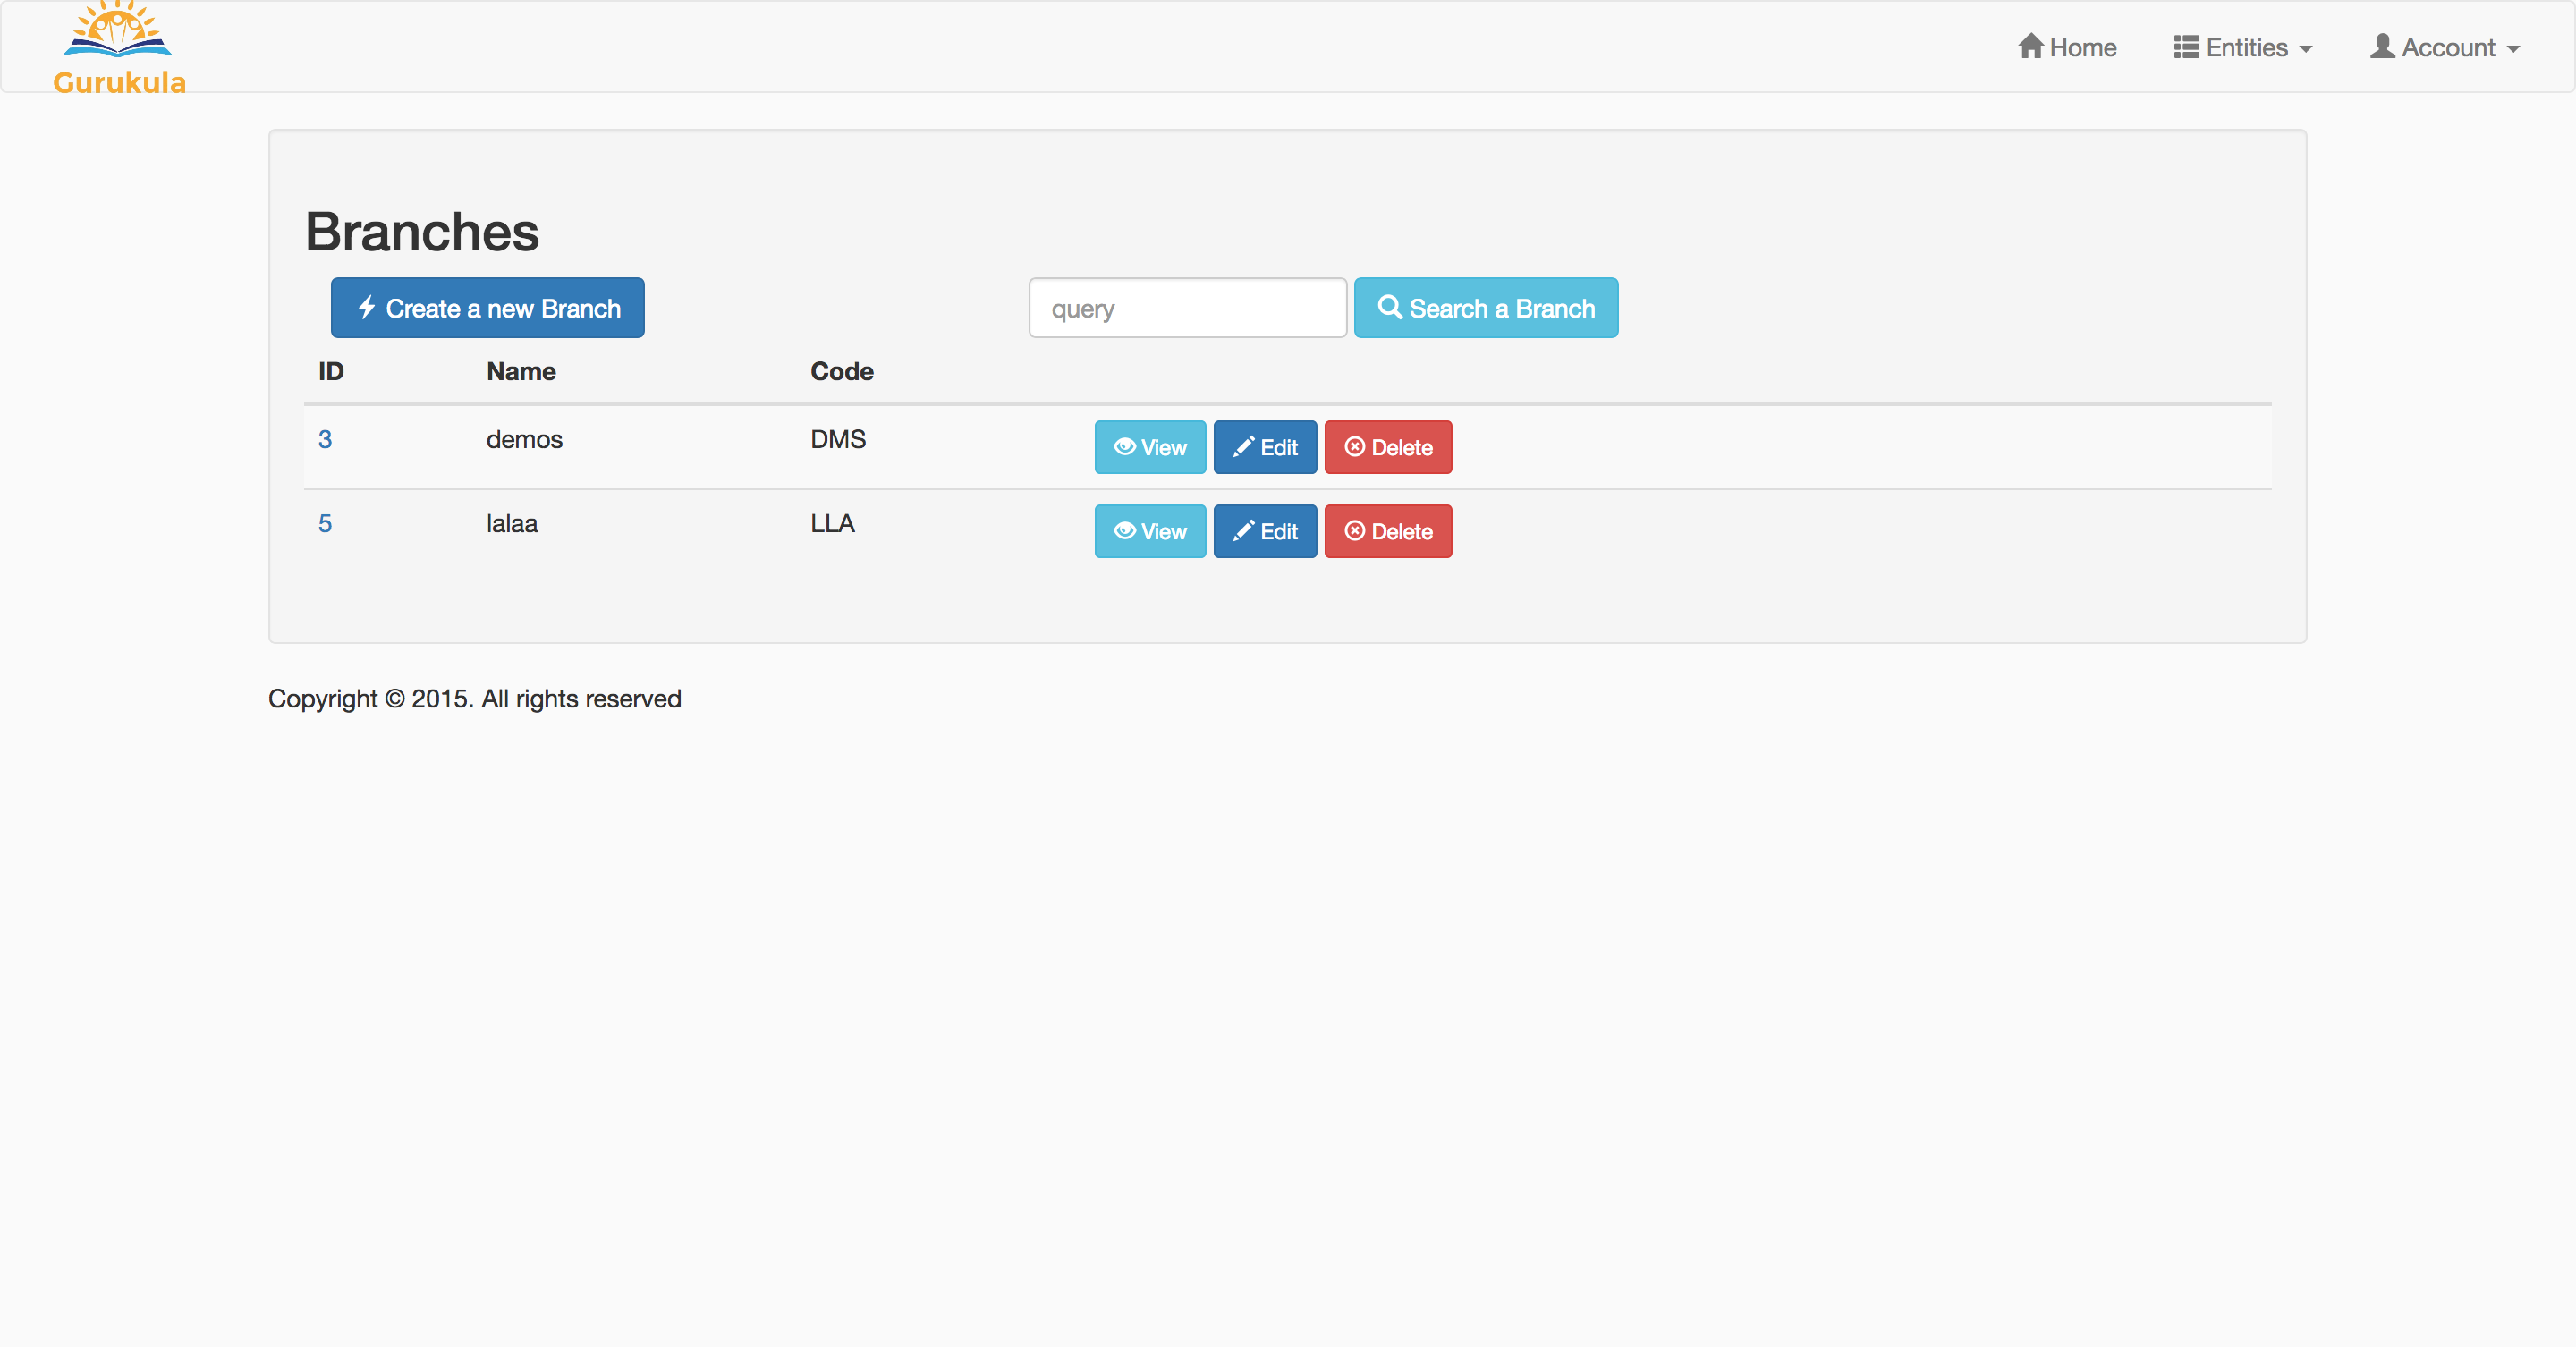 Gurukula
Home Entities Account
Branches
Create a new Branch query Search a Branch
ID Name Code
3 demos DMS View Edit Delete
5 lalaa LLA View Edit Delete
Copyright © 2015. All rights reserved